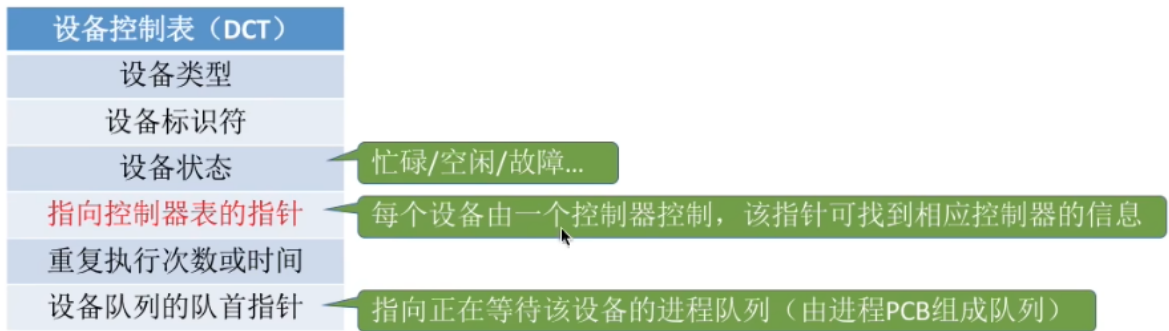 设备控制表（DCT）
设备类型
设备标识符
设备状态
忙碌/空闲/故障...
指向控制器表的指针
每个设备由一个控制器控制，该指针可找到相应控制器的信息
重复执行次数或时间
设备队列的队首指针
指向正在等待该设备的进程队列（由进程PCB组成队列）